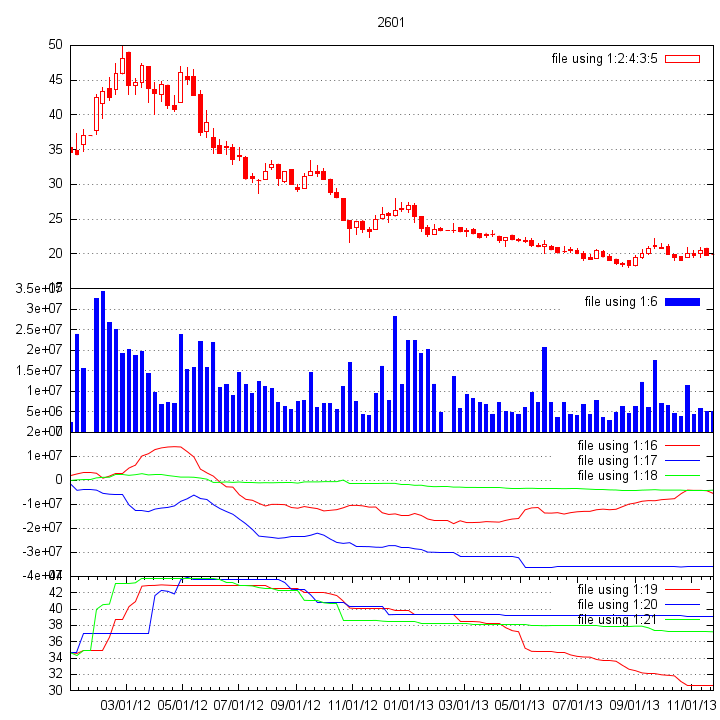 2601
50
file using 1:2:4:3:5
45
40
35
30
25
20
3.5e+07
file using 1:6
3e+07
2.5e+07
2e+07
1.5e+07
1e+07
5e+06
2e+07
file using 1:16
1e+07
file using 1:17
0
file using 1:18
-1e+07
-2e+07
-3e+07
-4e+07
42
file using 1:19
40
file using 1:20
38
file using 1:21
36
34
32
30
03/01/12 05/01/12 07/01/12 09/01/12 11/01/12 01/01/13 03/01/13 05/01/13 07/01/13 09/01/13 11/01/13